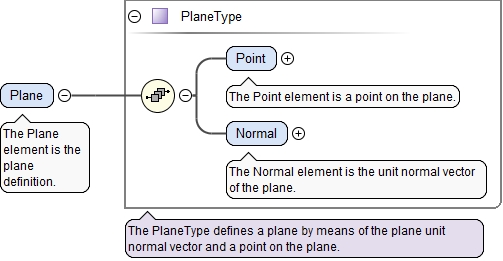 PlaneType
Point
The Point element is a point on the plane.
Plane
The Plane
element is the
plane
definition.
Normal
The Normal element is the unit normal vector
of the plane.
The PlaneType defines a plane by means of the plane unit
normal vector and a point on the plane.